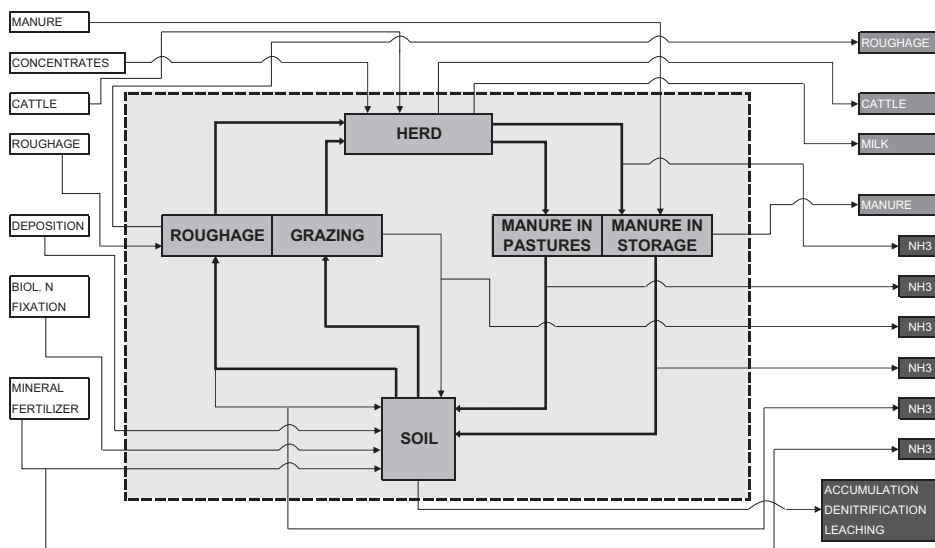 MANURE
CONCENTRATES
CATTLE
ROUGHAGE
DEPOSITION
BIOL. N
FIXATION
MINERAL
FERTILIZER
HERD
ROUGHAGE
GRAZING
MANURE IN
PASTURES
MANURE IN
STORAGE
SOIL
ROUGHAGE
CATTLE
MILK
MANURE
NH3
NH3
NH3
NH3
NH3
NH3
ACCUMULATION
DENITRIFICATION
LEACHING